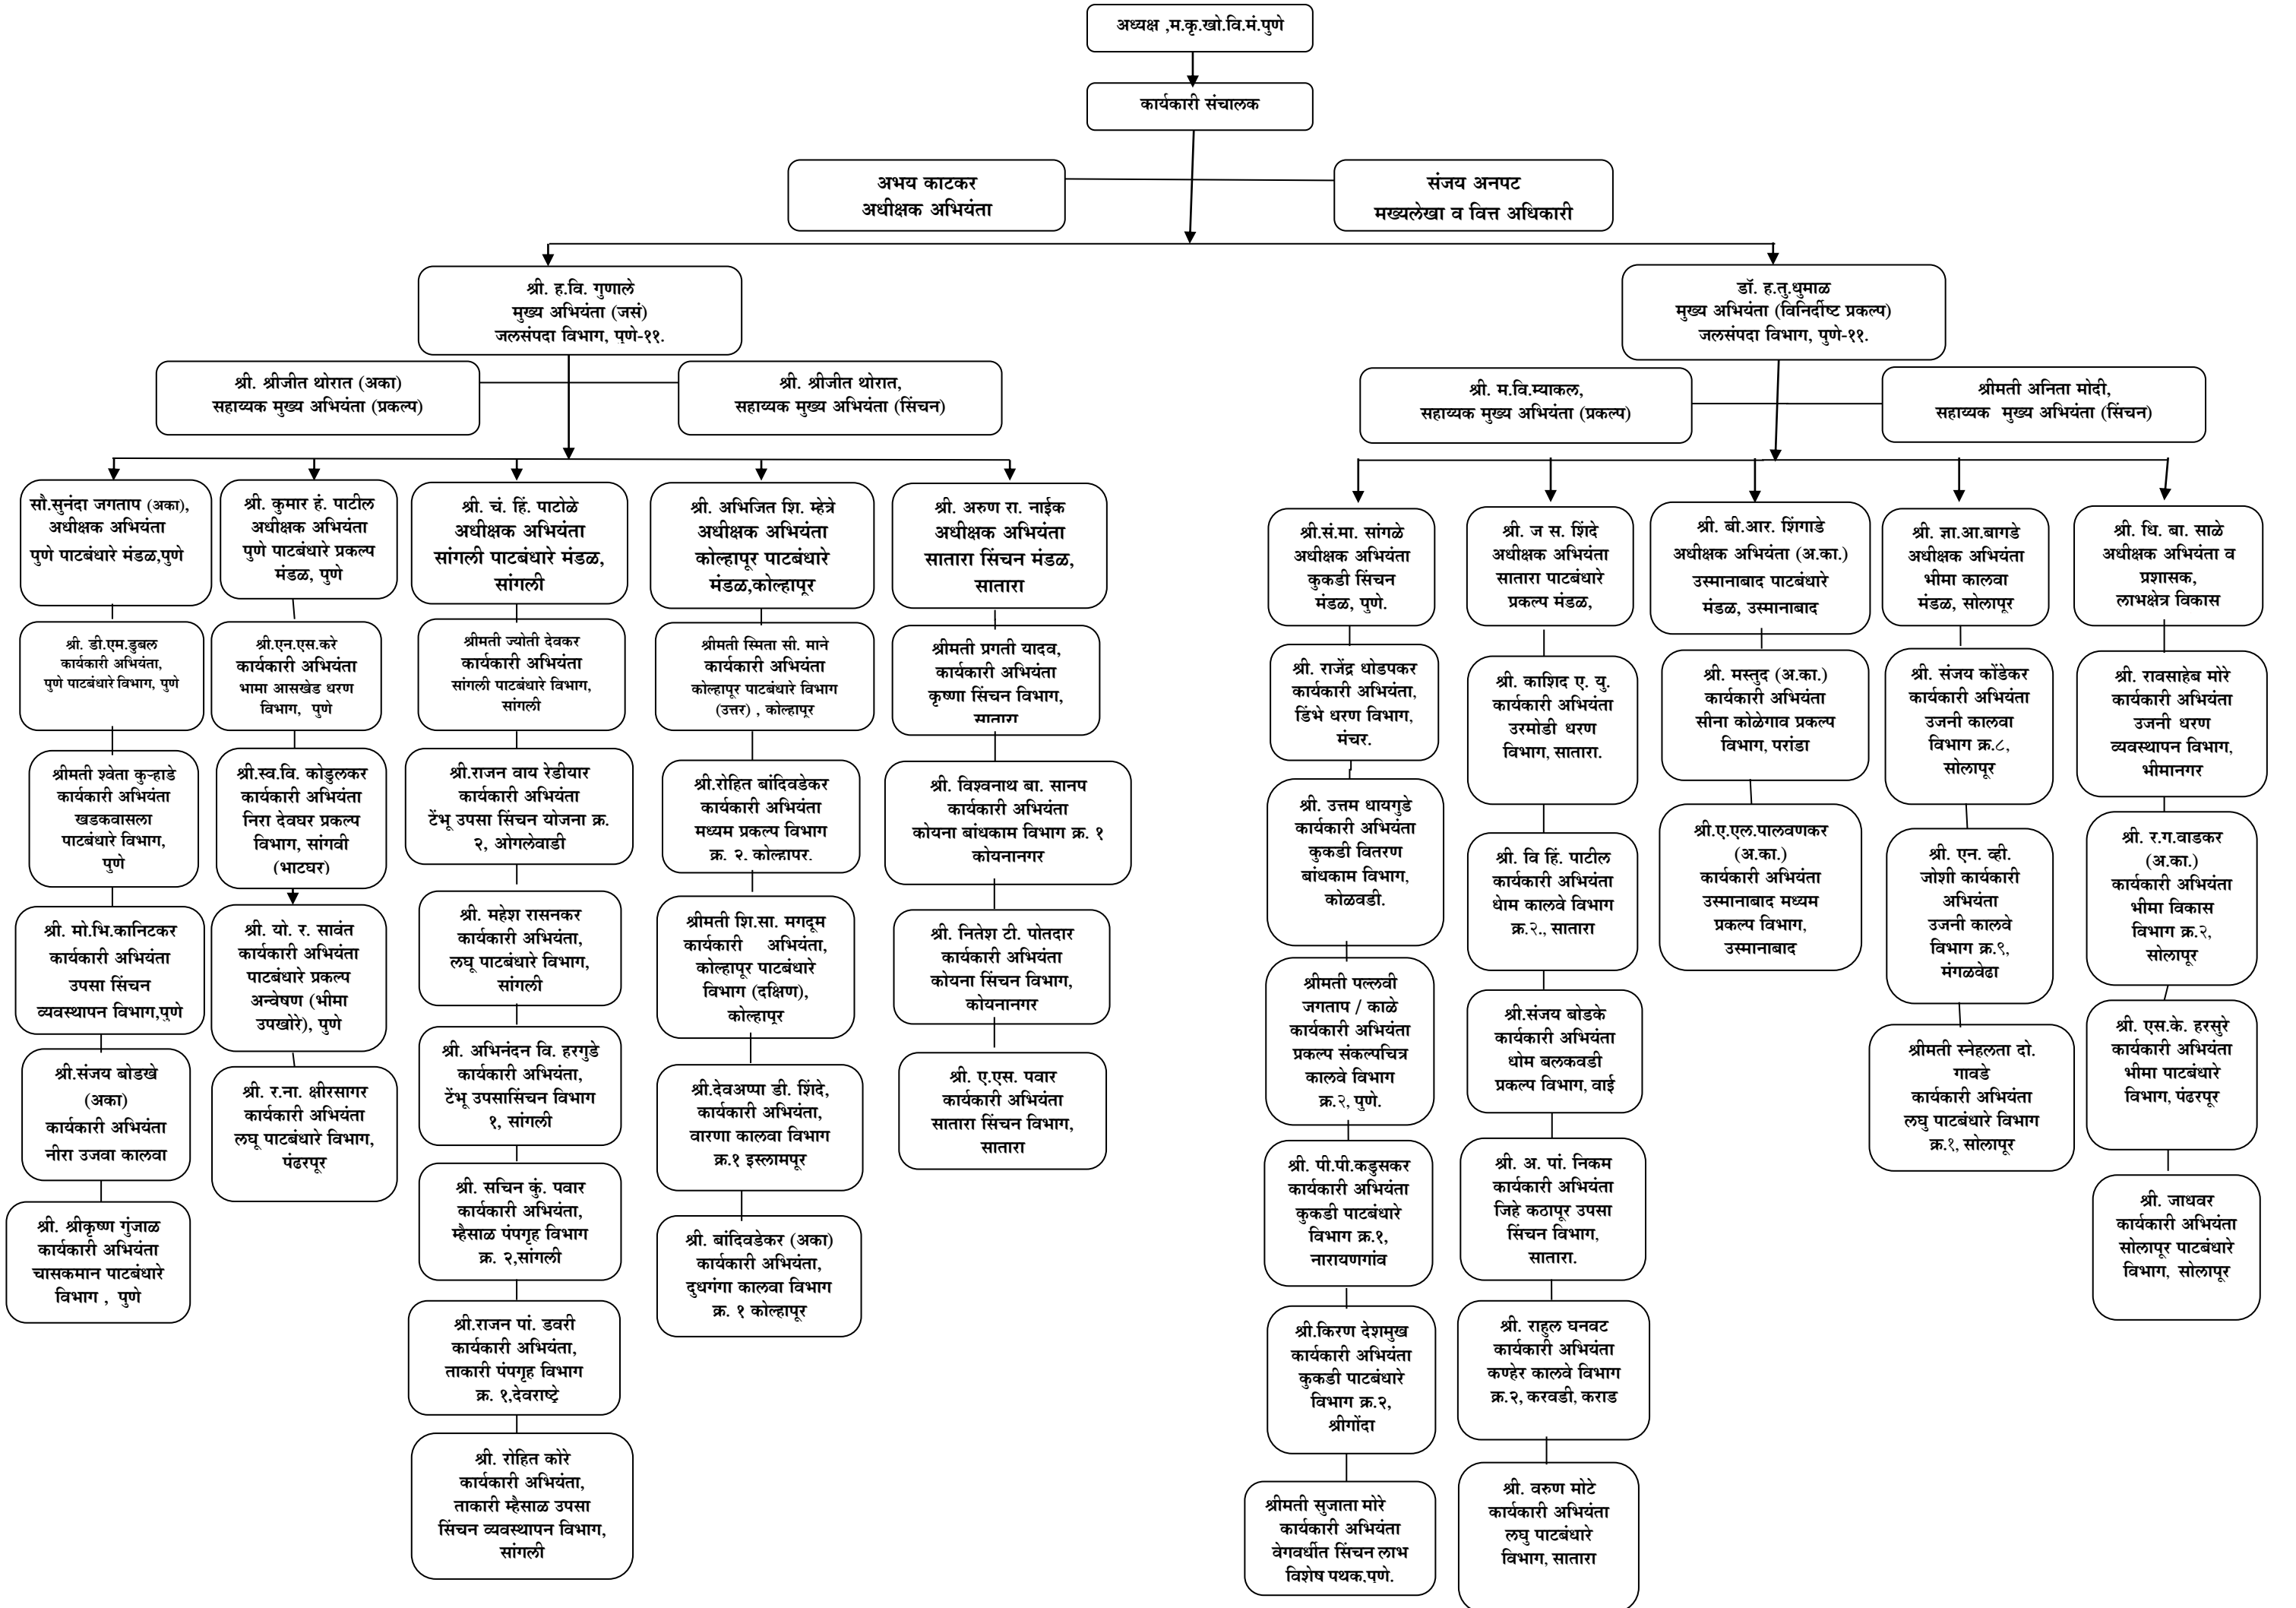 अध्यक्ष ,म.कृ.खो.वि.मं.पुणे
कार्यकारी संचालक
अभय काटकर
अधीक्षक अभियंता
संजय अनपट
मख्यलेखा व वित्त अधिकारी
श्री. ह.वि. गुणाले
मुख्य अभियंता (जसं)
जलसंपदा विभाग, पुणे-११.
डॉ. ह.तु.धुमाळ
मुख्य अभियंता (विनिर्दीष्ट प्रकल्प)
जलसंपदा विभाग, पुणे-११.
श्री. श्रीजीत थोरात (अका)
सहाय्यक मुख्य अभियंता (प्रकल्प)
श्री. श्रीजीत थोरात,
सहाय्यक मुख्य अभियंता (सिंचन)
श्री. म.वि.म्याकल,
सहाय्यक मुख्य अभियंता (प्रकल्प)
श्रीमती अनिता मोदी,
सहाय्यक मुख्य अभियंता (सिंचन)
सौ.सुनंदा जगताप (अका),
अधीक्षक अभियंता
पुणे पाटबंधारे मंडळ,पुणे
श्री. डी.एम.डुबल
कार्यकारी अभियंता,
पुणे पाटबंधारे विभाग, पुणे
श्रीमती श्वेता कुऱ्हाडे
कार्यकारी अभियंता
खडकवासला
पाटबंधारे विभाग,
पुणे
श्री. मो.भि.कानिटकर
कार्यकारी अभियंता
उपसा सिंचन
व्यवस्थापन विभाग,पुणे
श्री.संजय बोडखे
(अका)
कार्यकारी अभियंता
नीरा उजवा कालवा
श्री. श्रीकृष्ण गुंजाळ
कार्यकारी अभियंता
चासकमान पाटबंधारे
विभाग , पुणे
श्री. कुमार हं. पाटील
अधीक्षक अभियंता
पुणे पाटबंधारे प्रकल्प
मंडळ, पुणे
श्री.एन.एस.करे
कार्यकारी अभियंता
भामा आसखेड धरण
विभाग, पुणे
श्री.स्व.वि. कोडुलकर
कार्यकारी अभियंता
निरा देवघर प्रकल्प
विभाग, सांगवी
(भाटघर)
श्री. यो. र. सावंत
कार्यकारी अभियंता
पाटबंधारे प्रकल्प
अन्वेषण (भीमा
उपखोरे), पुणे
श्री. र.ना. क्षीरसागर
कार्यकारी अभियंता
लघू पाटबंधारे विभाग,
पंढरपूर
श्री. चं. हिं. पाटोळे
अधीक्षक अभियंता
सांगली पाटबंधारे मंडळ,
सांगली
श्रीमती ज्योती देवकर
कार्यकारी अभियंता
सांगली पाटबंधारे विभाग,
सांगली
श्री.राजन वाय रेडीयार
कार्यकारी अभियंता
टेंभू उपसा सिंचन योजना क्र.
२, ओगलेवाडी
श्री. महेश रासनकर
कार्यकारी अभियंता,
लघू पाटबंधारे विभाग,
सांगली
श्री. अभिनंदन वि. हरगुडे
कार्यकारी अभियंता,
टेंभू उपसासिंचन विभाग
१, सांगली
श्री. सचिन कुं. पवार
कार्यकारी अभियंता,
म्हैसाळ पंपगृह विभाग
क्र. २,सांगली
श्री.राजन पां. डवरी
कार्यकारी अभियंता,
ताकारी पंपगृह विभाग
क्र. १,देवराष्ट्रे
श्री. रोहित कोरे
कार्यकारी अभियंता,
ताकारी म्हैसाळ उपसा
सिंचन व्यवस्थापन विभाग,
सांगली
श्री. अभिजित शि. म्हेत्रे
अधीक्षक अभियंता
कोल्हापूर पाटबंधारे
मंडळ,कोल्हापूर
श्रीमती स्मिता सी. माने
कार्यकारी अभियंता
कोल्हापूर पाटबंधारे विभाग
(उत्तर) , कोल्हापूर
श्री.रोहित बांदिवडेकर
कार्यकारी अभियंता
मध्यम प्रकल्प विभाग
क्र. २, कोल्हापूर.
श्रीमती शि.सा. मगदूम
कार्यकारी अभियंता,
कोल्हापूर पाटबंधारे
विभाग (दक्षिण),
कोल्हापूर
श्री.देवअप्पा डी. शिंदे,
कार्यकारी अभियंता,
वारणा कालवा विभाग
क्र.१ इस्लामपूर
श्री. बांदिवडेकर (अका)
कार्यकारी अभियंता,
दुधगंगा कालवा विभाग
क्र. १ कोल्हापूर
श्री. अरुण रा. नाईक
अधीक्षक अभियंता
सातारा सिंचन मंडळ,
सातारा
श्रीमती प्रगती यादव,
कार्यकारी अभियंता
कृष्णा सिंचन विभाग,
सातारा
श्री. विश्वनाथ बा. सानप
कार्यकारी अभियंता
कोयना बांधकाम विभाग क्र. १
कोयनानगर
श्री. नितेश टी. पोतदार
कार्यकारी अभियंता
कोयना सिंचन विभाग,
कोयनानगर
श्री. ए.एस. पवार
कार्यकारी अभियंता
सातारा सिंचन विभाग,
सातारा
श्री.सं.मा. सांगळे
अधीक्षक अभियंता
कुकडी सिंचन
मंडळ, पुणे.
श्री. राजेंद्र धोडपकर
कार्यकारी अभियंता,
डिंभे धरण विभाग,
मंचर.
श्री. उत्तम धायगुडे
कार्यकारी अभियंता
कुकडी वितरण
बांधकाम विभाग,
कोळवडी.
श्रीमती पल्लवी
जगताप / काळे
कार्यकारी अभियंता
प्रकल्प संकल्पचित्र
कालवे विभाग
क्र.२, पुणे.
श्री. पी.पी.कडुसकर
कार्यकारी अभियंता
कुकडी पाटबंधारे
विभाग क्र.१,
नारायणगांव
श्री.किरण देशमुख
कार्यकारी अभियंता
कुकडी पाटबंधारे
विभाग क्र.२,
श्रीगोंदा
श्रीमती सुजाता मोरे
कार्यकारी अभियंता
वेगवर्धीत सिंचन लाभ
विशेष पथक,पुणे.
श्री. ज स. शिंदे
अधीक्षक अभियंता
सातारा पाटबंधारे
प्रकल्प मंडळ,
श्री. काशिद ए. यु.
कार्यकारी अभियंता
उरमोडी धरण
विभाग, सातारा.
श्री. वि हिं. पाटील
कार्यकारी अभियंता
धेाम कालवे विभाग
क्र.२., सातारा
श्री.संजय बोडके
कार्यकारी अभियंता
धोम बलकवडी
प्रकल्प विभाग, वाई
श्री. अ. पां. निकम
कार्यकारी अभियंता
जिहे कठापूर उपसा
सिंचन विभाग,
सातारा.
श्री. राहुल घनवट
कार्यकारी अभियंता
कण्हेर कालवे विभाग
क्र.२, करवडी, कराड
श्री. वरुण मोटे
कार्यकारी अभियंता
लघु पाटबंधारे
विभाग, सातारा
श्री. बी.आर. शिंगाडे
अधीक्षक अभियंता (अ.का.)
उस्मानाबाद पाटबंधारे
मंडळ, उस्मानाबाद
श्री. मस्तुद (अ.का.)
कार्यकारी अभियंता
सीना कोळेगाव प्रकल्प
विभाग, परांडा
श्री.ए.एल.पालवणकर
(अ.का.)
कार्यकारी अभियंता
उस्मानाबाद मध्यम
प्रकल्प विभाग,
उस्मानाबाद
श्री. ज्ञा.आ.बागडे
अधीक्षक अभियंता
भीमा कालवा
मंडळ, सोलापूर
श्री. संजय कोंडेकर
कार्यकारी अभियंता
उजनी कालवा
विभाग क्र.८,
सोलापूर
श्री. एन. व्ही.
जोशी कार्यकारी
अभियंता
उजनी कालवे
विभाग क्र.९,
मंगळवेढा
श्रीमती स्नेहलता दो.
गावडे
कार्यकारी अभियंता
लघु पाटबंधारे विभाग
क्र.१, सोलापूर
श्री. धि. बा. साळे
अधीक्षक अभियंता व
प्रशासक,
लाभक्षेत्र विकास
श्री. रावसाहेब मोरे
कार्यकारी अभियंता
उजनी धरण
व्यवस्थापन विभाग,
भीमानगर
श्री. र.ग.वाडकर
(अ.का.)
कार्यकारी अभियंता
भीमा विकास
विभाग क्र.२,
सोलापूर
श्री. एस.के. हरसुरे
कार्यकारी अभियंता
भीमा पाटबंधारे
विभाग, पंढरपूर
श्री. जाधवर
कार्यकारी अभियंता
सोलापूर पाटबंधारे
विभाग, सोलापूर